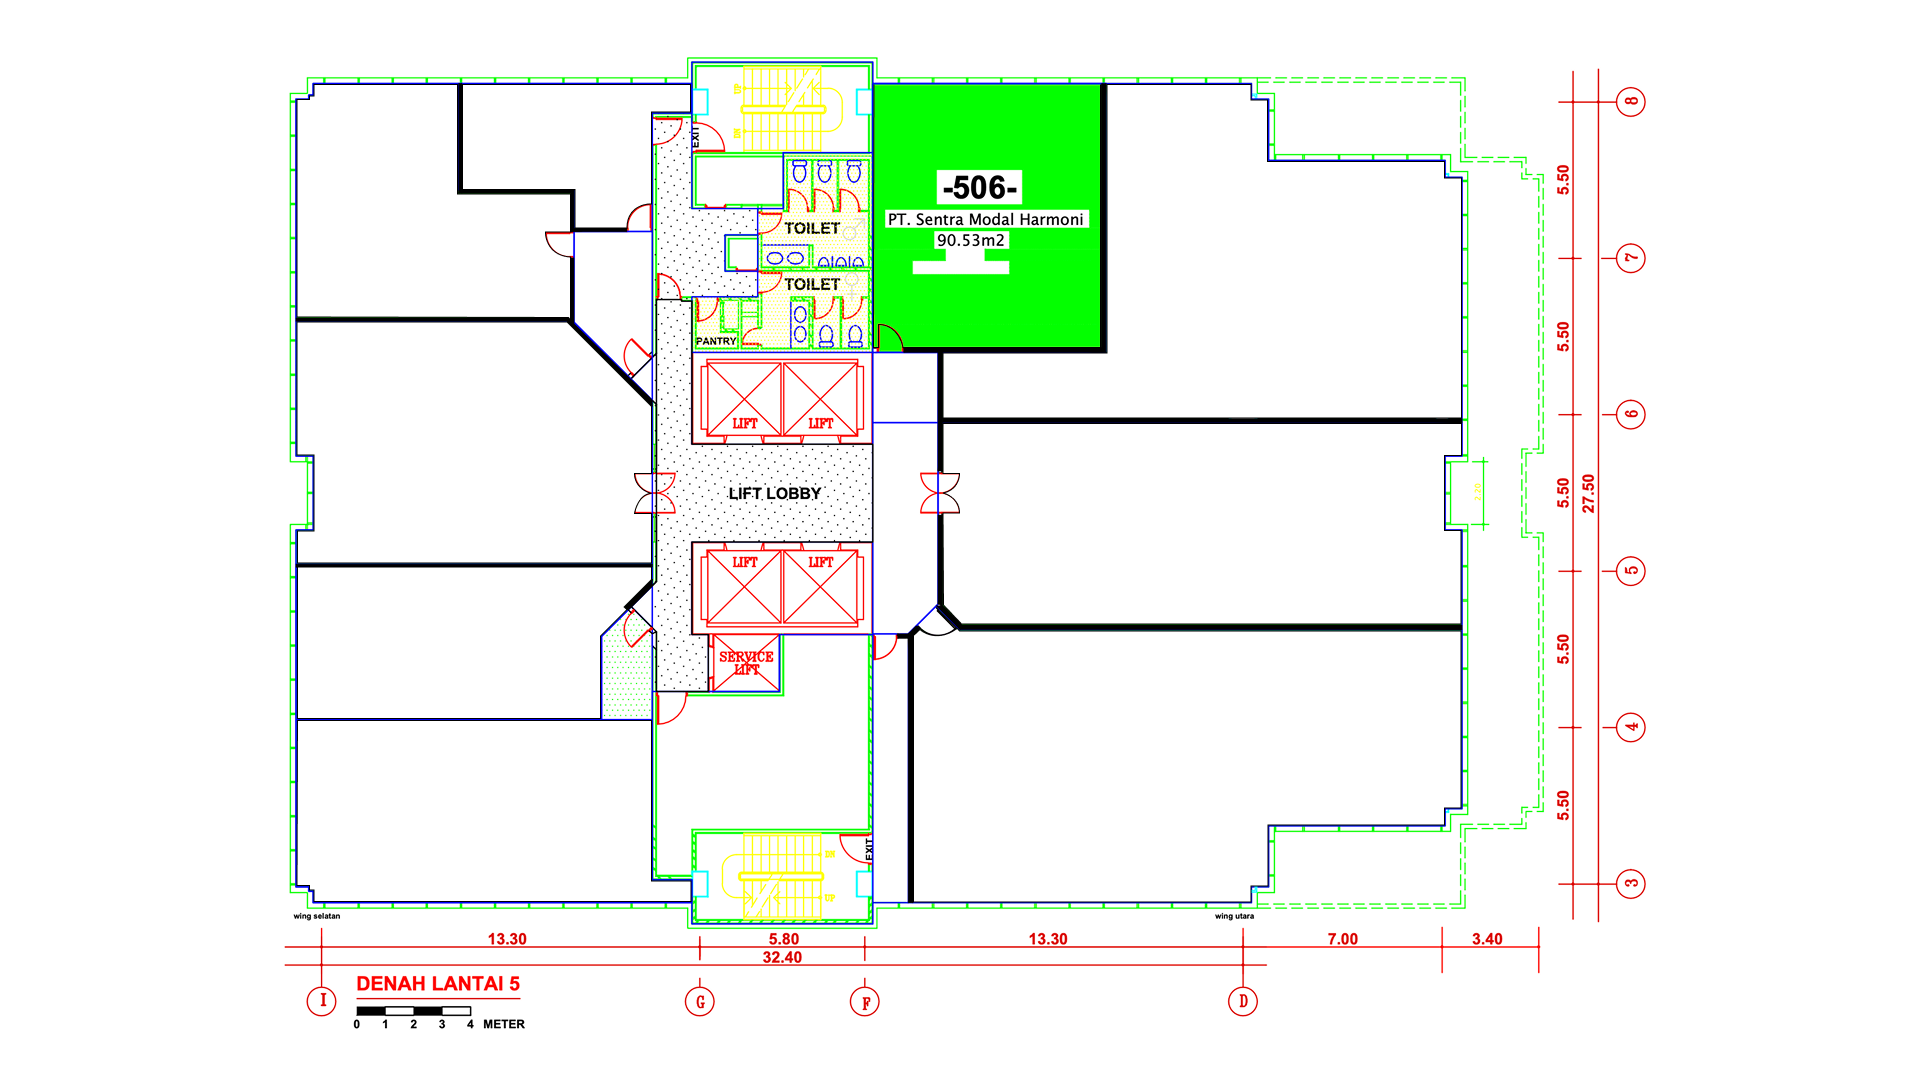 UP
DN
EXIT
8
-506-
PT. Sentra Modal Harmoni
90.53m2
5.50
TOILET
7
TOILET
5.50
PANTRY
LIFT
LIFT
6
LIFT LOBBY
5.50
27.50
LIFT
LIFT
5
SERVICE
LIFT
5.50
4
5.50
EXIT
DN
UP
3
wing selatan
wing utara
13.30
5.80
13.30
7.00
3.40
32.40
DENAH LANTAI 5
I
G
F
D
0 1 2 3 4 METER